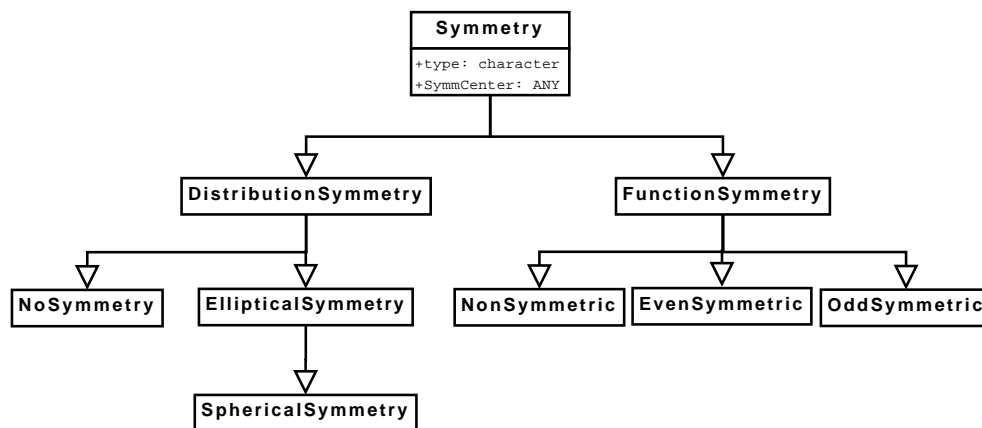 Symmetry
+type: character
+SymmCenter: ANY
DistributionSymmetry
FunctionSymmetry
NoSymmetry
EllipticalSymmetry
NonSymmetric
EvenSymmetric
OddSymmetric
SphericalSymmetry